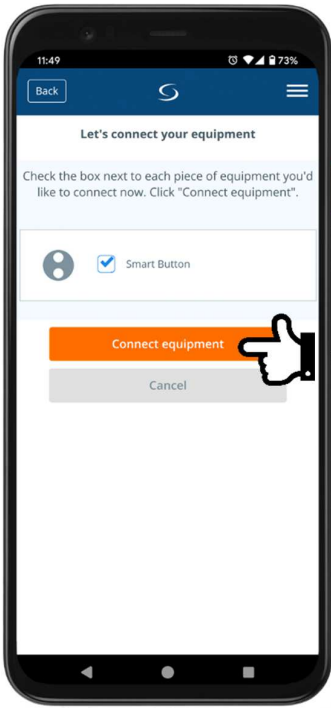 11:49 73%
Back
Let's connect your equipment
Check the box next to each piece of equipment you'd
like to connect now. Click "Connect equipment".
Smart Button
Connect equipment
Cancel